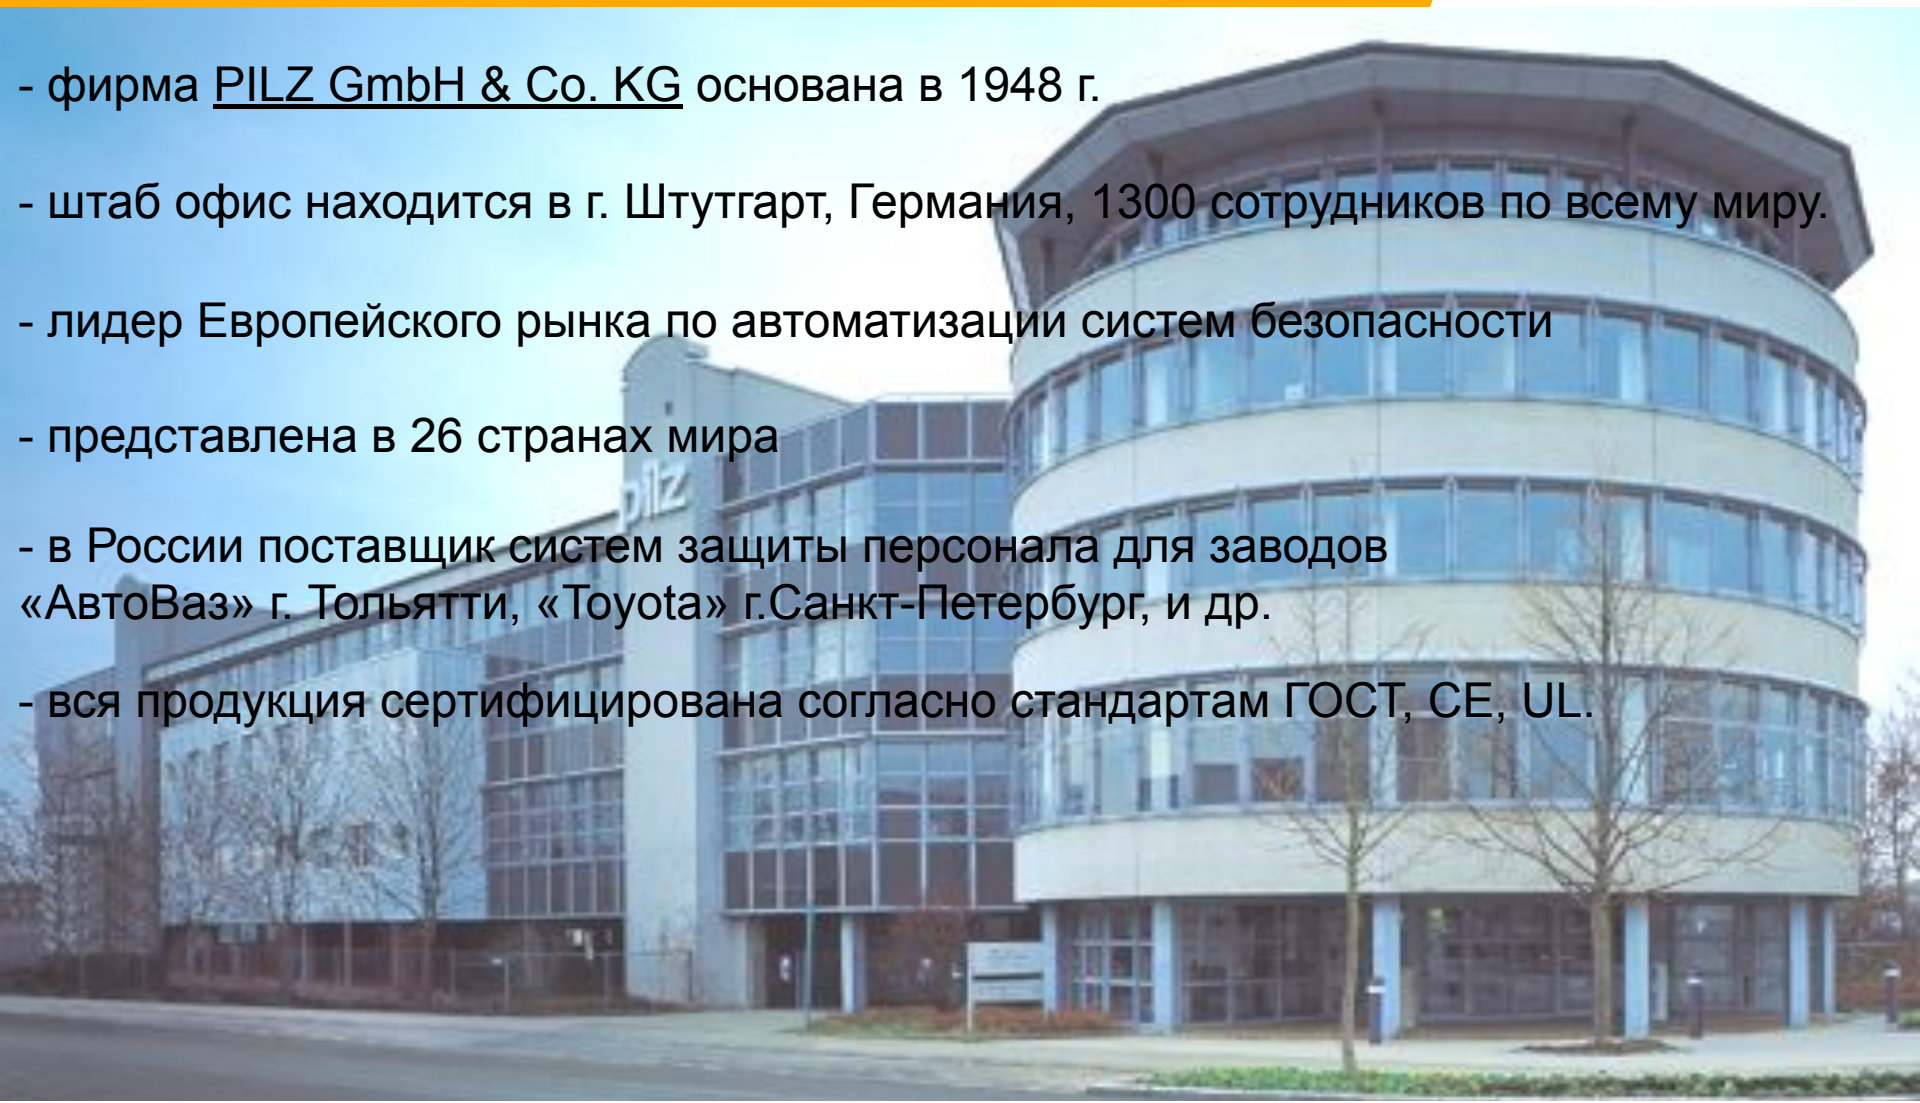 - фирма PILZ GmbH & Co. KG основана в 1948 г.
- штаб офис находится в г. Штутгарт, Германия, 1300 сотрудников по всему миру.
- лидер Европейского рынка по автоматизации систем безопасности
- представлена в 26 странах мира
pilz
- в России поставщик систем защиты персонала для заводов
«АвтоВаз» г. Тольятти, «Toyota» г.Санкт-Петербург, и др.
- вся продукция сертифицирована согласно стандартам ГОСТ, CE, UL.